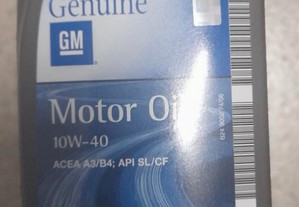 Genuine
GM
Motor Oil
10W-40
ACEA A3/B4; API SL/CF